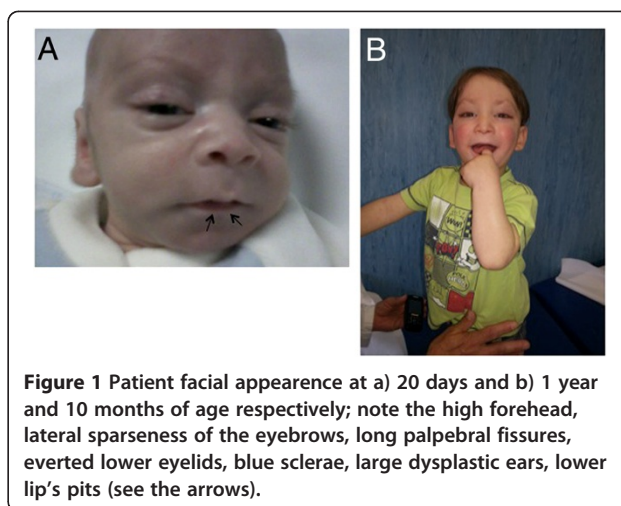 A
B
Figure 1 Patient facial appearence at a) 20 days and b) 1 year
and 10 months of age respectively; note the high forehead,
lateral sparseness of the eyebrows, long palpebral fissures,
everted lower eyelids, blue sclerae, large dysplastic ears, lower
lip's pits (see the arrows).